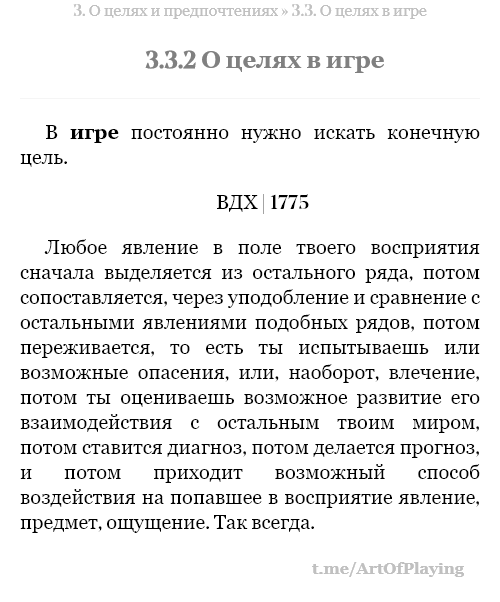 3. О целях и предпочтениях » 3.3. О целях в игре
3.3.2 О целях в игре
В игре постоянно нужно искать конечную
цель.
ВДХ | 1775
Любое явление в поле твоего восприятия
сначала выделяется из остального ряда, потом
сопоставляется, через уподобление и сравнение с
остальными явлениями подобных рядов, потом
переживается, то есть ты испытываешь или
возможные опасения, или, наоборот, влечение,
потом ты оцениваешь возможное развитие его
взаимодействия с остальным твоим миром,
потом ставится диагноз, потом делается прогноз,
и потом приходит возможный способ
воздействия на попавшее в восприятие явление,
предмет, ощущение. Так всегда.
t.me/ArtOfPlaying